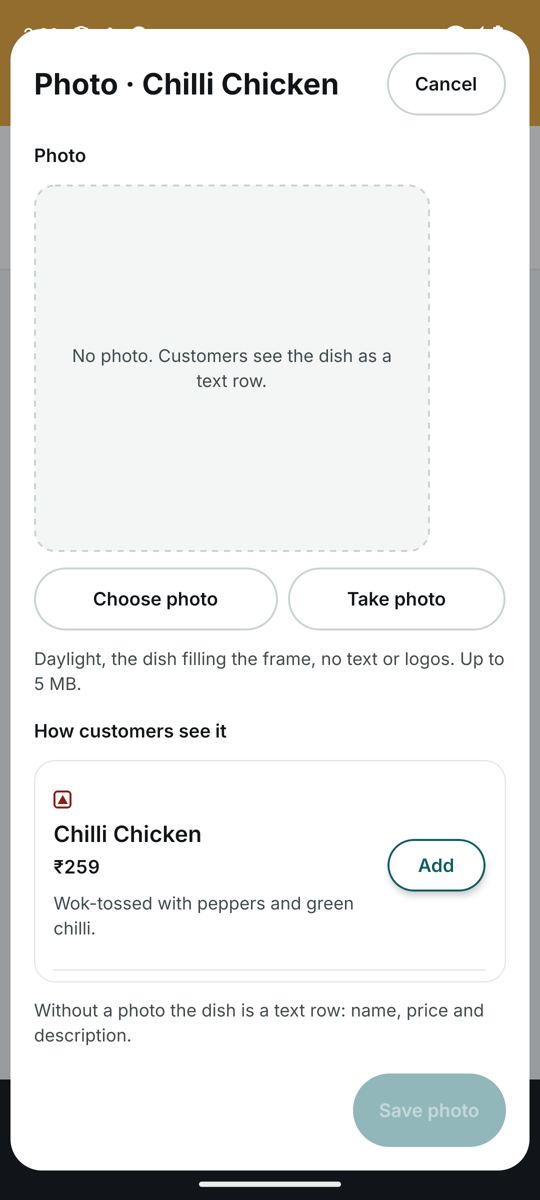 Photo · Chilli Chicken
Cancel
Photo
No photo. Customers see the dish as a
text row.
Choose photo
Take photo
Daylight, the dish filling the frame, no text or logos. Up to
5 MB.
How customers see it
Chilli Chicken
₹259
Add
Wok-tossed with peppers and green
chilli.
Without a photo the dish is a text row: name, price and
description.
Save photo